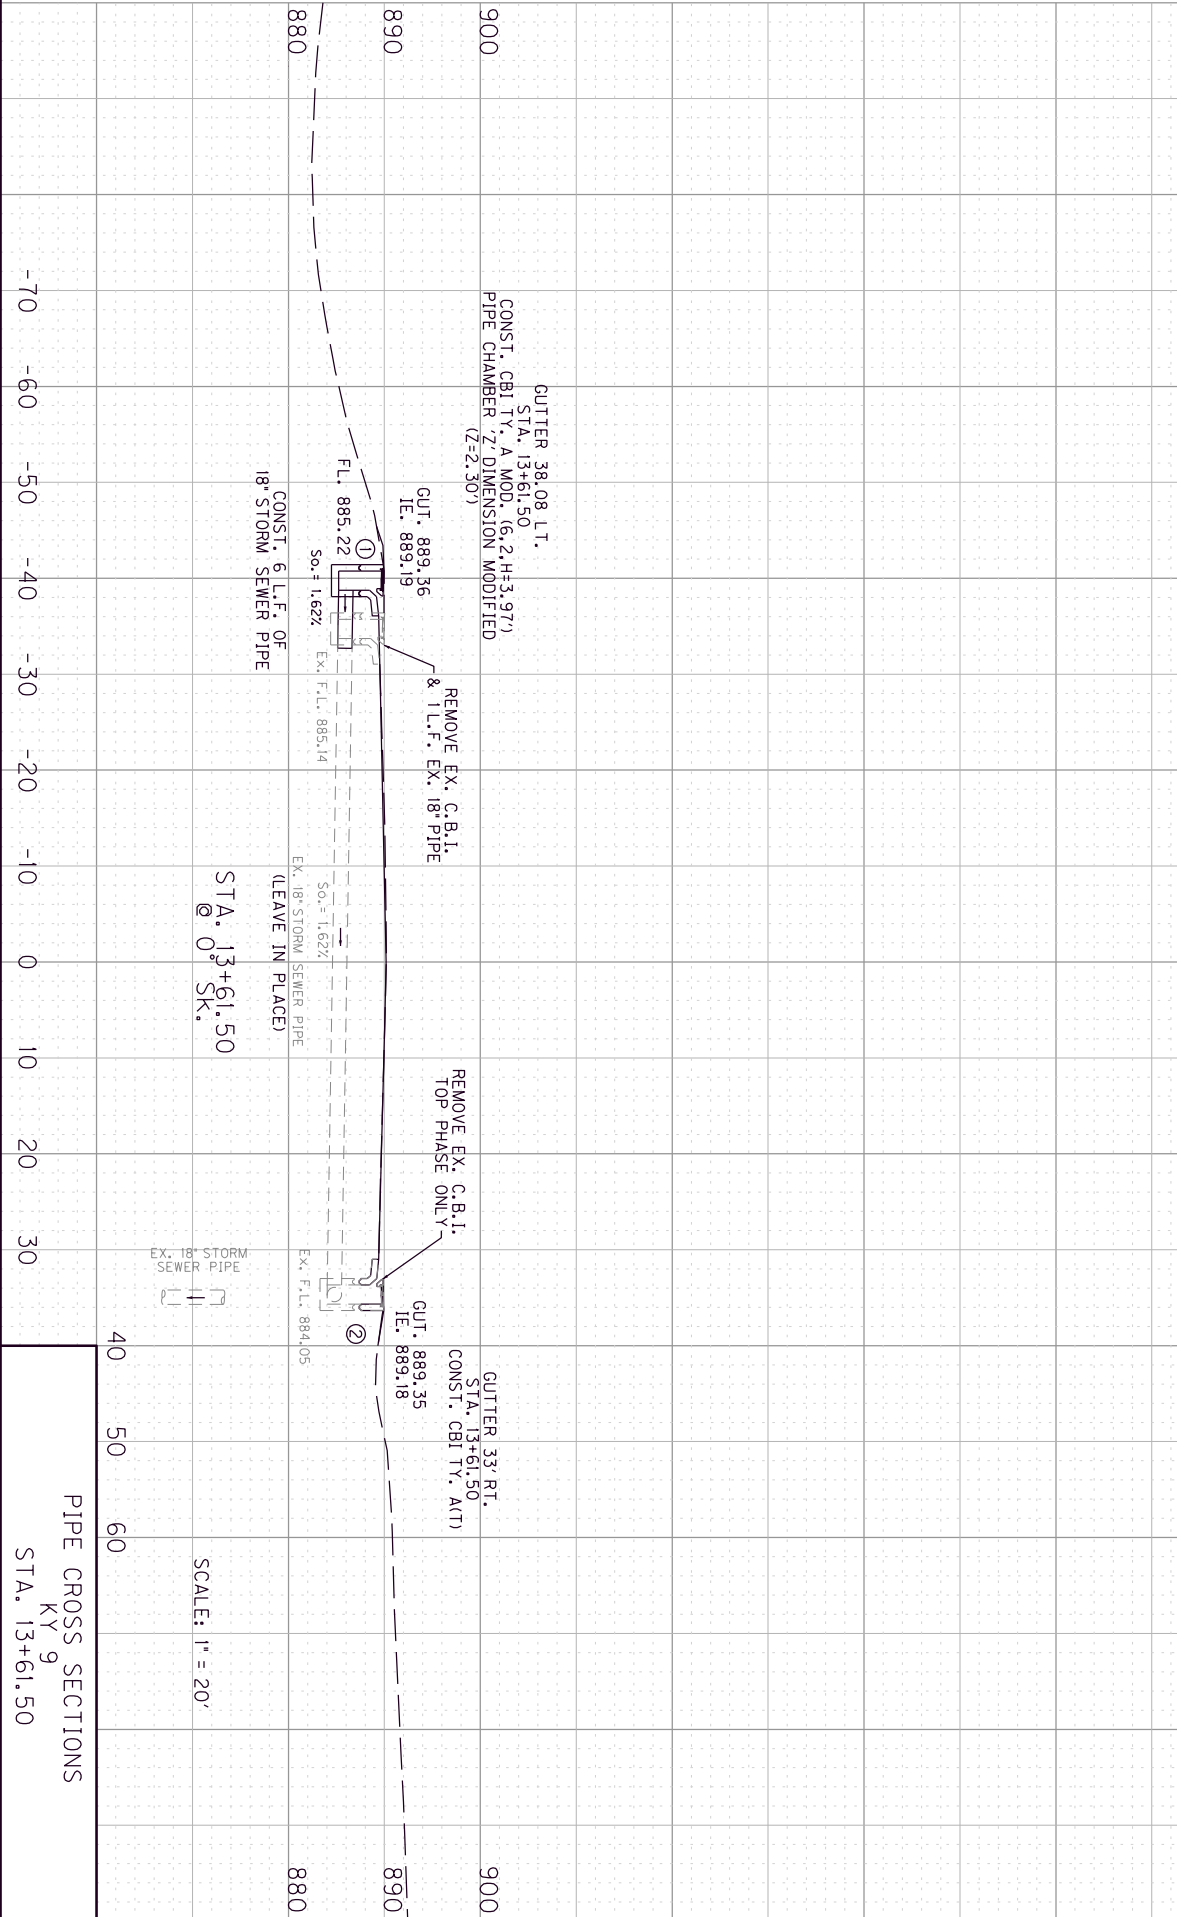 900
890
880
GUTTER 38.08 LT.
STA. 13+61.50
CONST. CBI TY. A MOD. (6,2,H=3.97')
PIPE CHAMBER 'Z' DIMENSION MODIFIED
(Z=2.30')
GUT. 889.36
IE. 889.19
1
FL. 885.22
So.= 1.62%
CONST. 6 L.F. OF
18" STORM SEWER PIPE
REMOVE EX. C.B.I.
& 1 L.F. EX. 18" PIPE
Ex. F.L. 885.14
So.= 1.62%
EX. 18" STORM SEWER PIPE
(LEAVE IN PLACE)
STA. 13+61.50
@ 0° SK.
REMOVE EX. C.B.I.
TOP PHASE ONLY
GUTTER 33' RT.
STA. 13+61.50
CONST. CBI TY. A(T)
GUT. 889.35
IE. 889.18
2
Ex. F.L. 884.05
EX. 18" STORM
SEWER PIPE
900
890
880
-70
-60
-50
-40
-30
-20
-10
0
10
20
30
40
50
60
SCALE: 1" = 20'
PIPE CROSS SECTIONS
KY 9
STA. 13+61.50